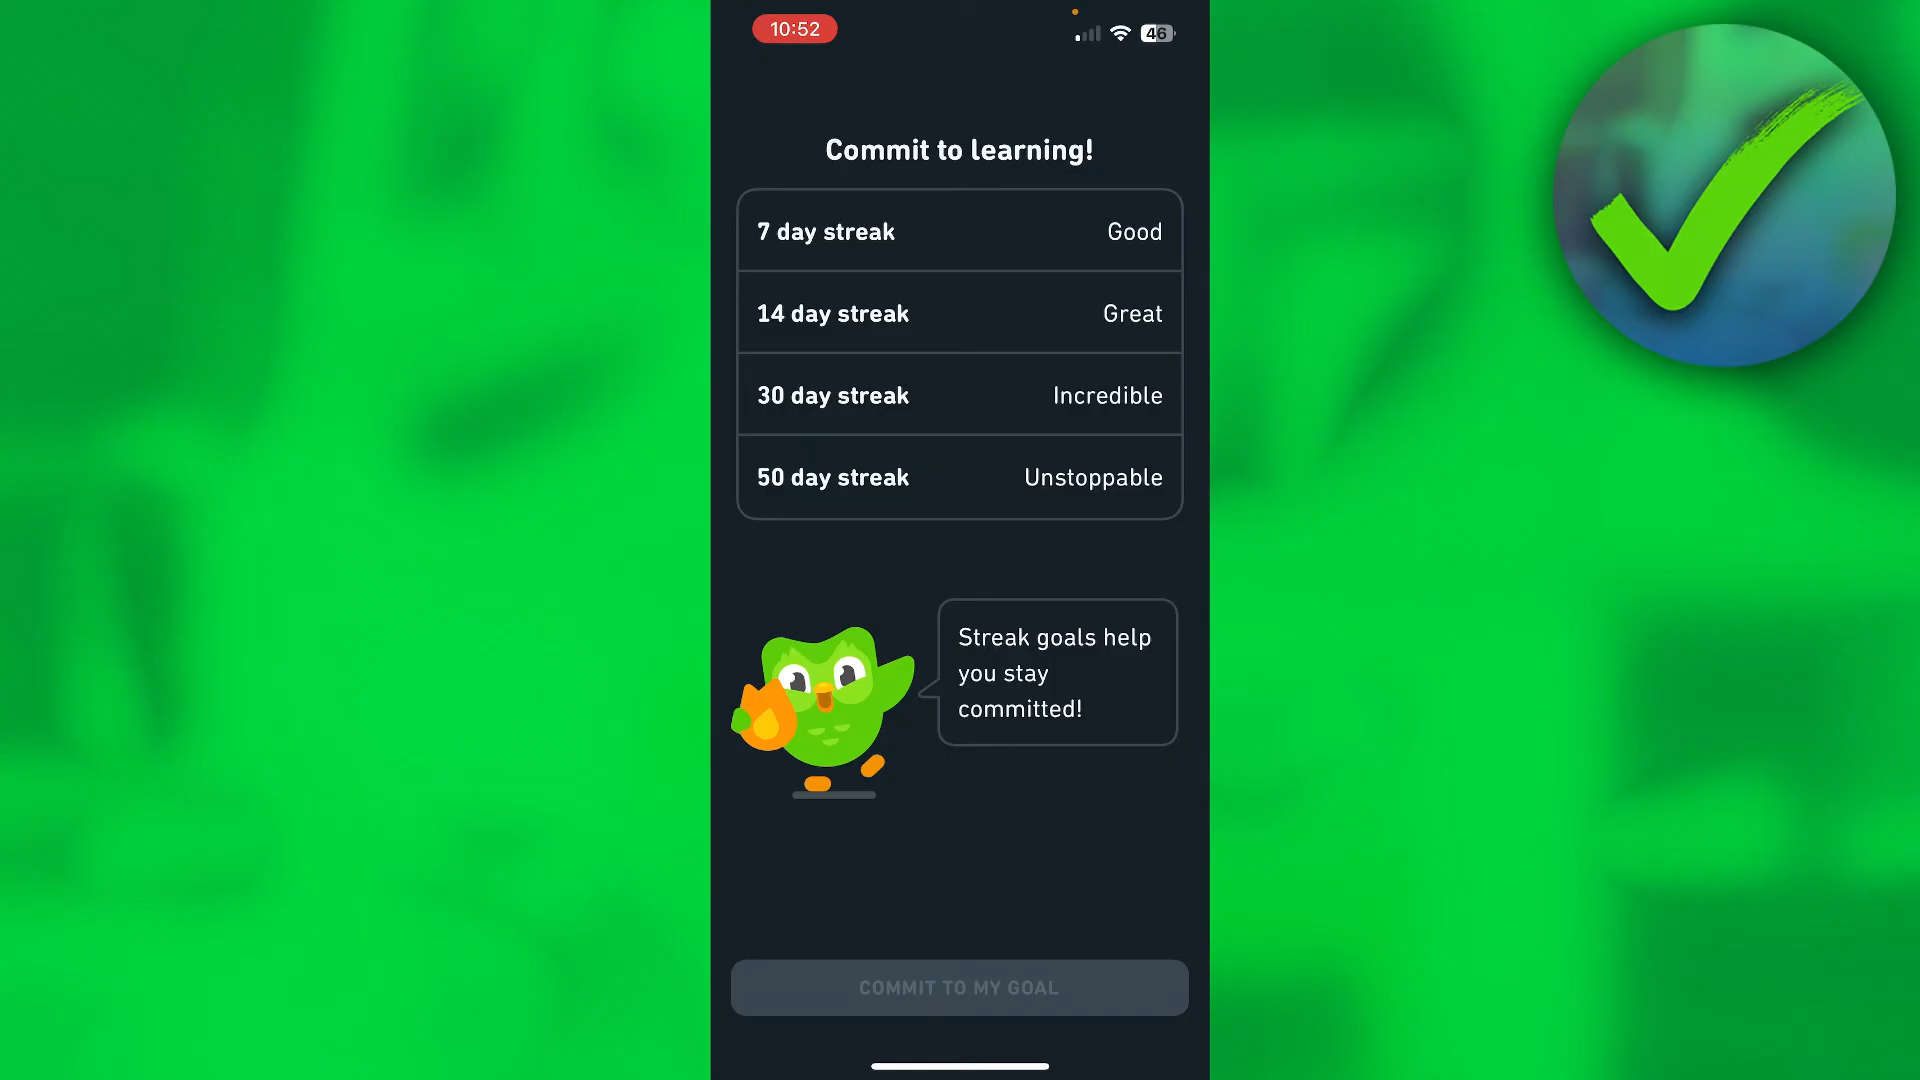 10:52
46
Commit to learning!
7 day streak Good
14 day streak Great
30 day streak Incredible
50 day streak Unstoppable
Streak goals help
you stay
committed!
COMMIT TO MY GOAL